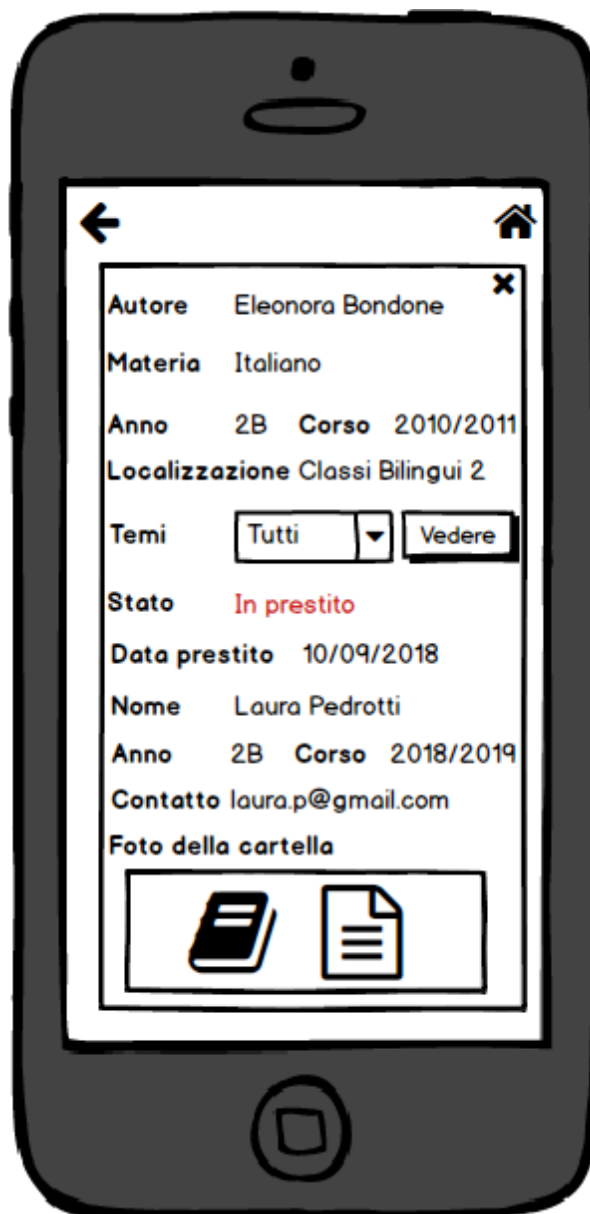 Autore Eleonora Bondone
Materia Italiano
Anno 2B Corso 2010/2011
Localizzazione Classi Bilingui 2
Temi Tutti Vedere
Stato In prestito
Data prestito 10/09/2018
Nome Laura Pedrotti
Anno 2B Corso 2018/2019
Contatto laura.p@gmail.com
Foto della cartella